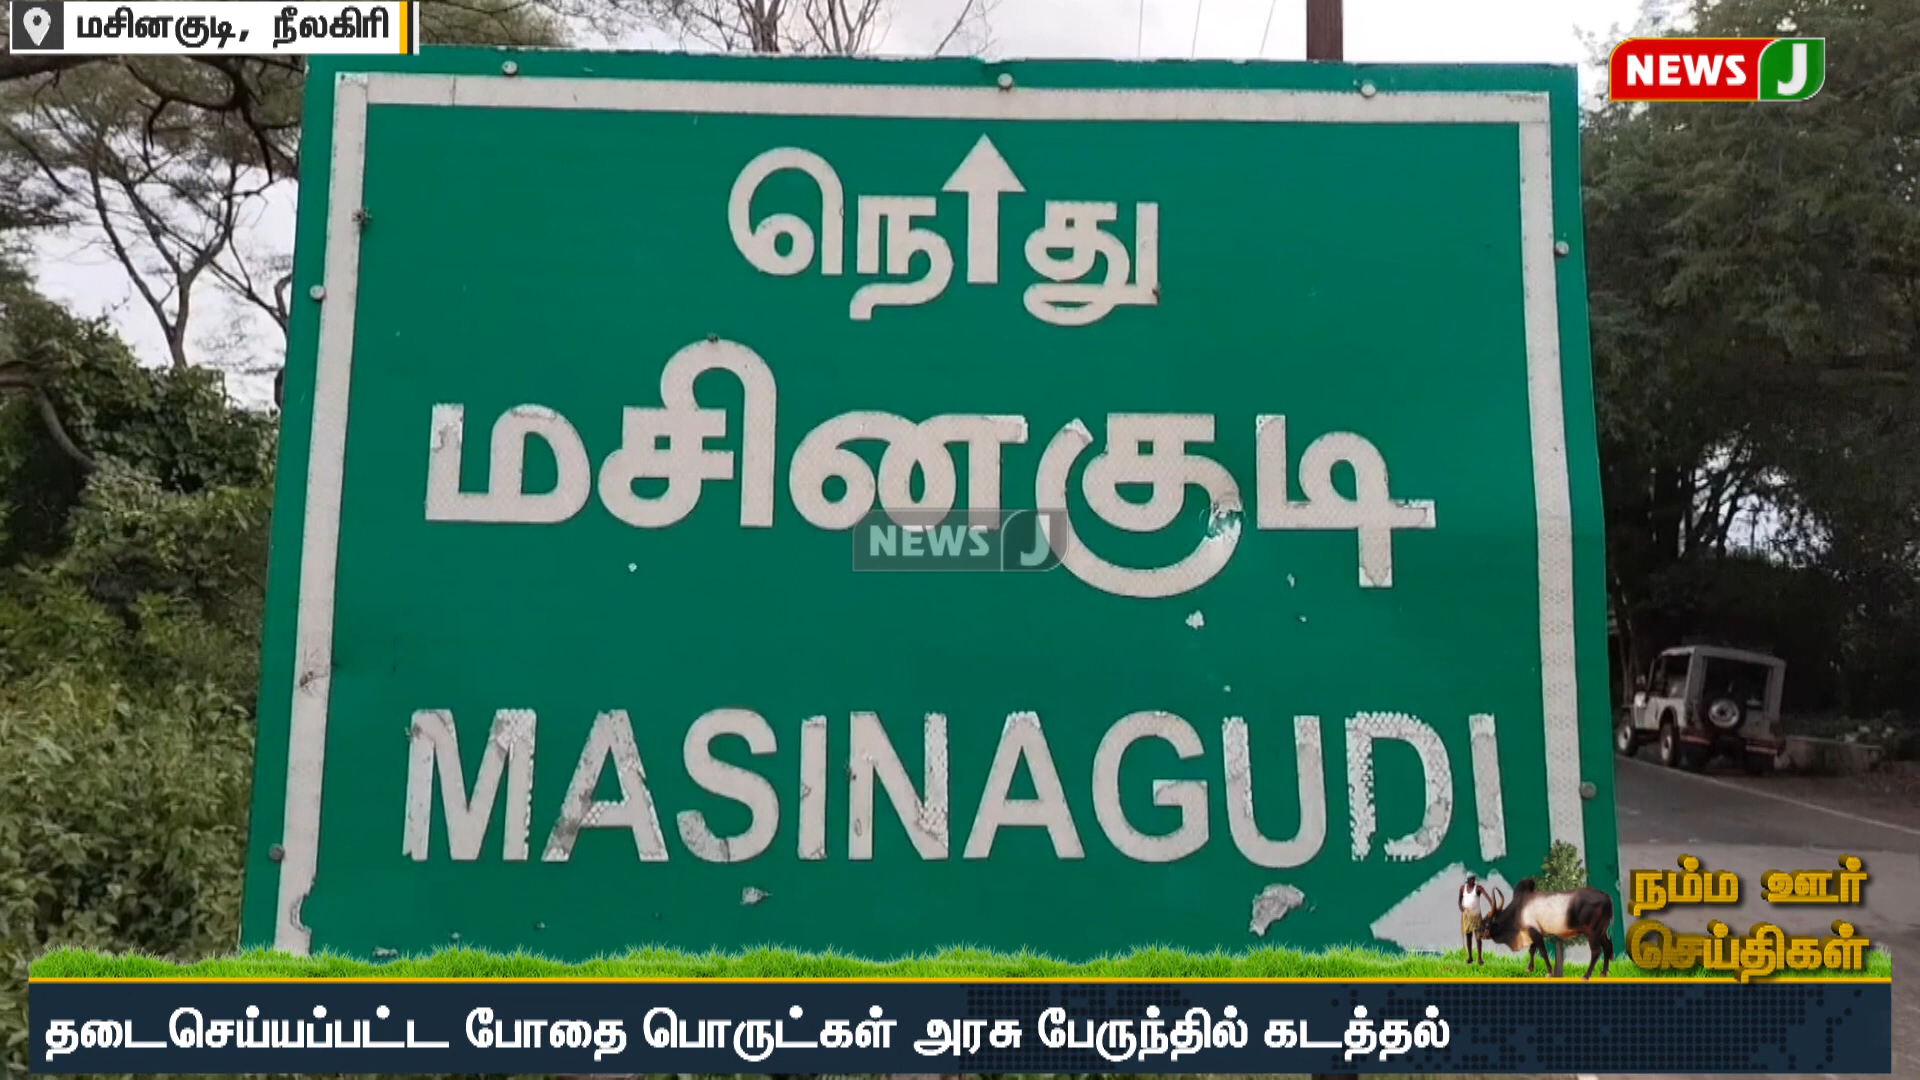 மசினகுடி, நீலகிரி
NEWS J
மசினகுடி
NEWS J
MASINAGUDI
நம்ம ஊர்
செய்திகள்
தடைசெய்யப்பட்ட போதை பொருட்கள் அரசு பேருந்தில் கடத்தல்